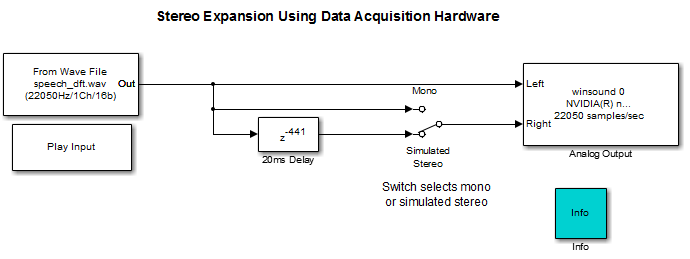 Stereo Expansion Using Data Acquisition Hardware
From Wave File
speech_dft.wav
(22050Hz/1Ch/16b)
Out
Play Input
z-441
20ms Delay
Mono
Simulated
Stereo
Switch selects mono
or simulated stereo
Left
Right
winsound 0
NVIDIA(R) n...
22050 samples/sec
Analog Output
Info
Info